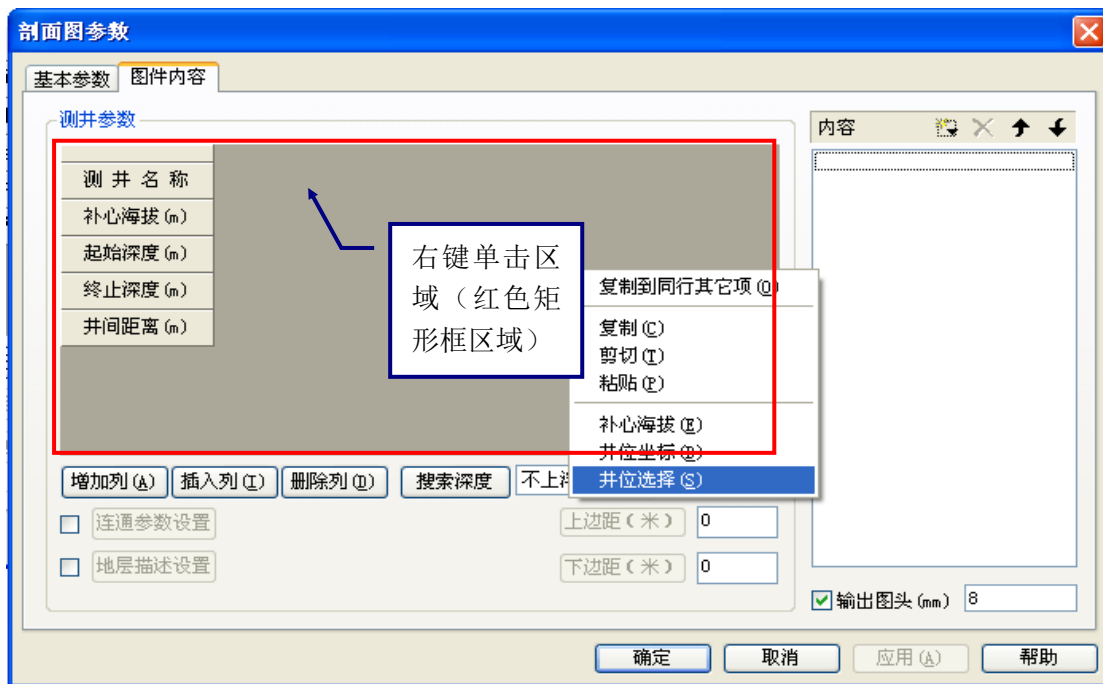 剖面图参数
基本参数 图件内容
测井参数
内容
测 井 名 称
补心海拔(m)
起始深度(m)
终止深度(m)
井间距离(m)
右键单击区
域（红色矩
形框区域）
复制到同行其它项(O)
复制(C)
剪切(T)
粘贴(P)
补心海拔(E)
井位坐标(D)
井位选择(S)
增加列(A) 插入列(I) 删除列(D) 搜索深度 不上
连通参数设置 上边距(米) 0
地层描述设置 下边距(米) 0
输出图头(mm) 8
确定 取消 应用(A) 帮助